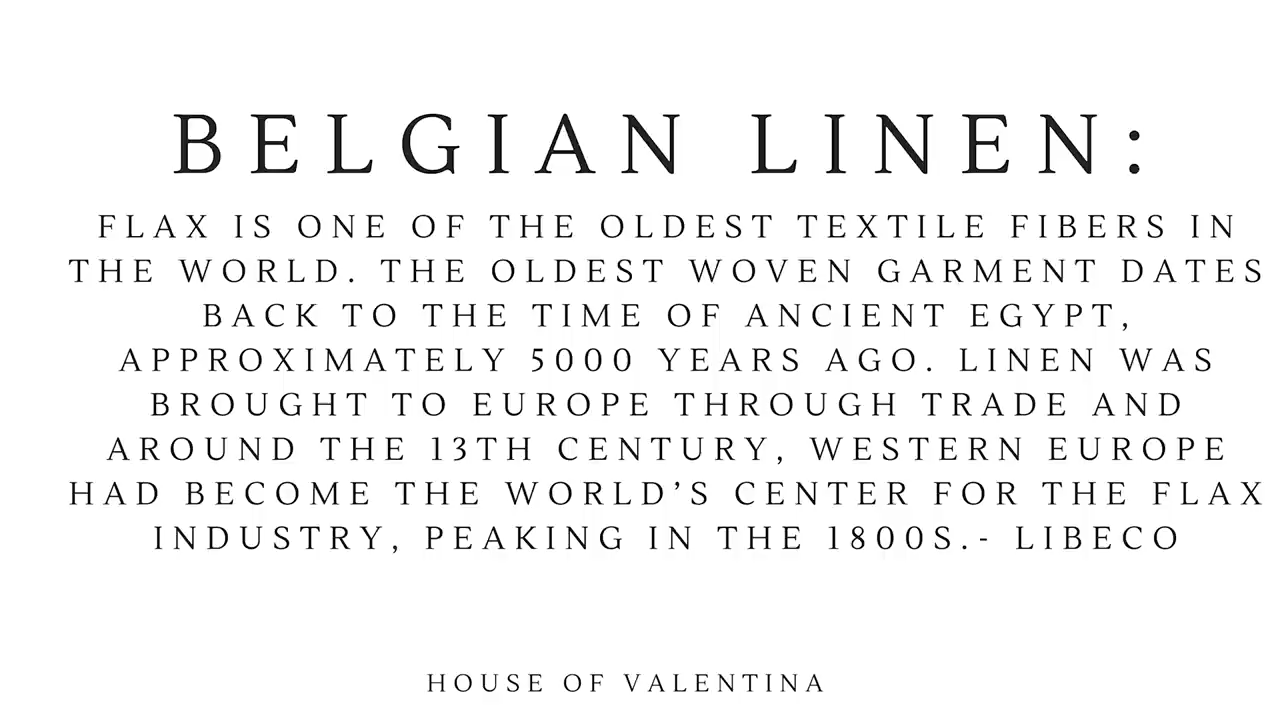 BELGIAN LINEN:
FLAX IS ONE OF THE OLDEST TEXTILE FIBERS IN
THE WORLD. THE OLDEST WOVEN GARMENT DATES
BACK TO THE TIME OF ANCIENT EGYPT,
APPROXIMATELY 5000 YEARS AGO. LINEN WAS
BROUGHT TO EUROPE THROUGH TRADE AND
AROUND THE 13TH CENTURY, WESTERN EUROPE
HAD BECOME THE WORLD’S CENTER FOR THE FLAX
INDUSTRY, PEAKING IN THE 1800S.- LIBECO
HOUSE OF VALENTINA